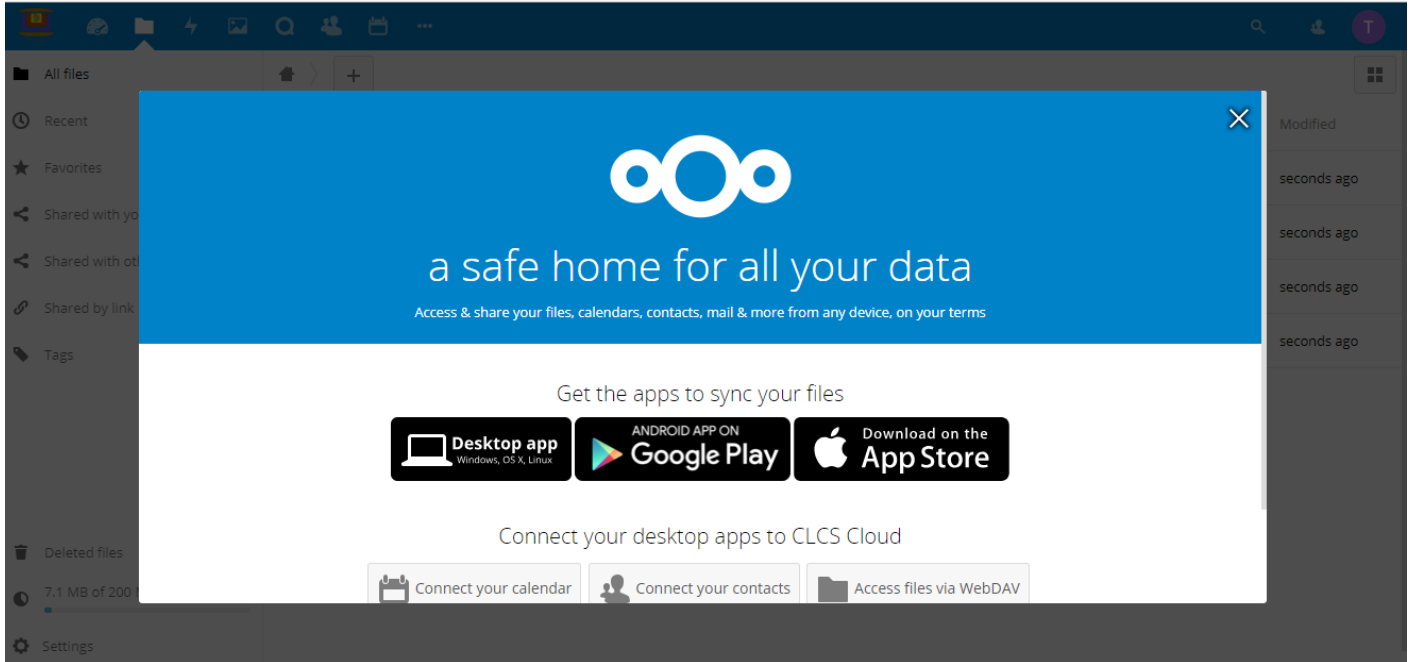 T
All files
+
Recent
Modified
Favorites
seconds ago
Shared with yo
seconds ago
Shared with oth
seconds ago
Shared by link
seconds ago
Tags
a safe home for all your data
Access & share your files, calendars, contacts, mail & more from any device, on your terms
Get the apps to sync your files
Desktop app
Windows, OS X, Linux
ANDROID APP ON
Google Play
Download on the
App Store
Connect your desktop apps to CLCS Cloud
Connect your calendar
Connect your contacts
Access files via WebDAV
Deleted files
7.1 MB of 200
Settings